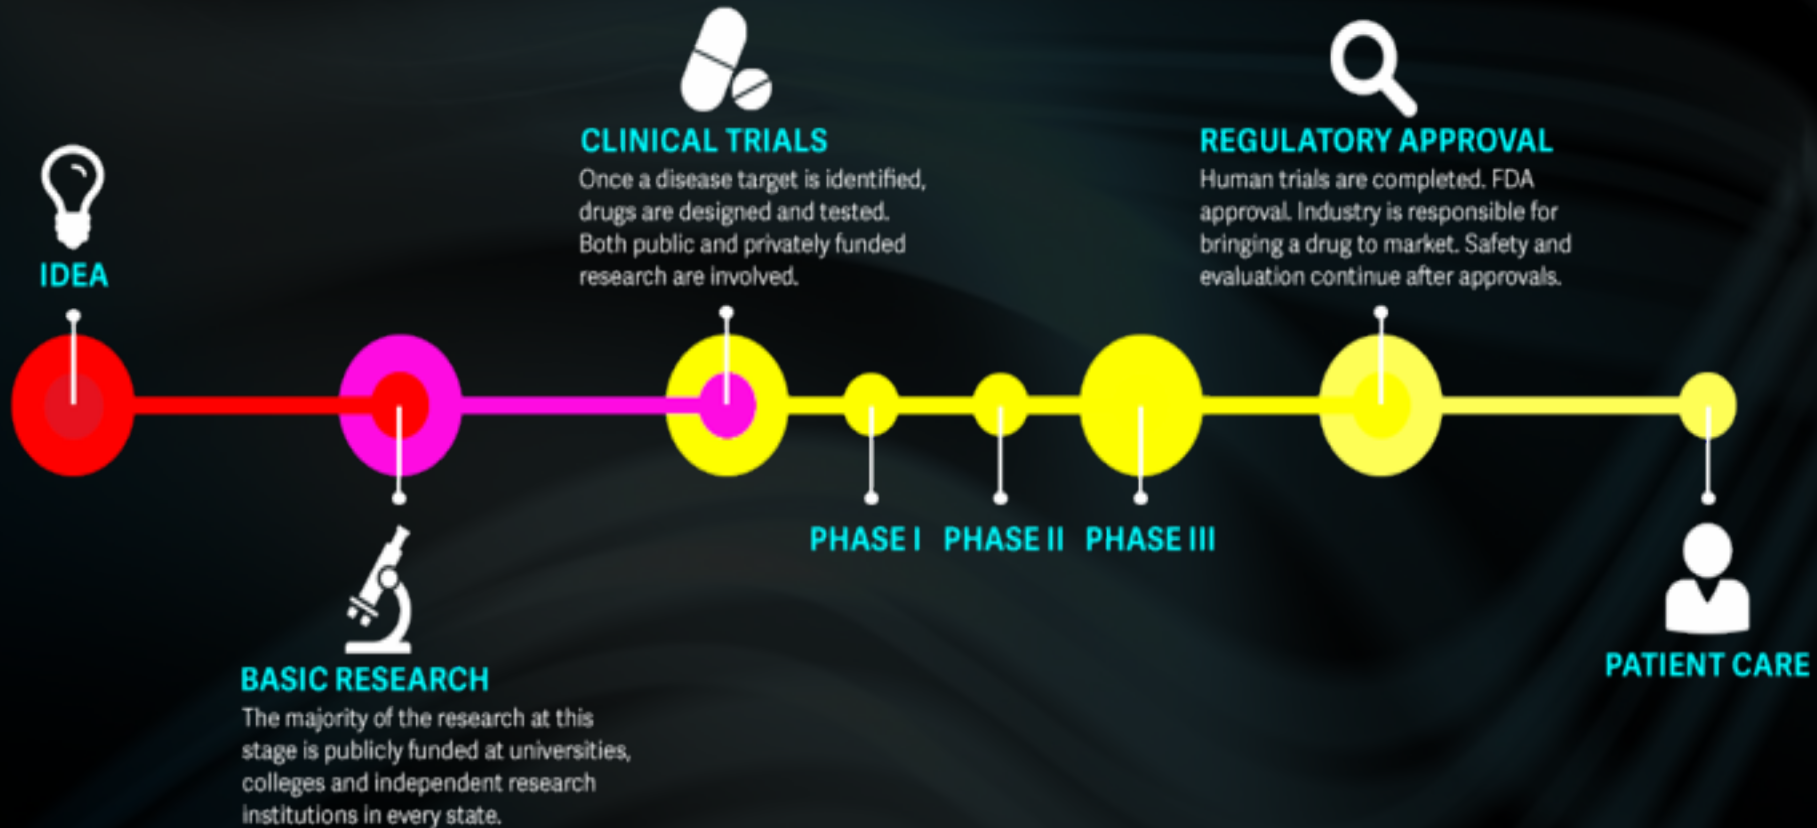 IDEA
BASIC RESEARCH
The majority of the research at this
stage is publicly funded at universities,
colleges and independent research
institutions in every state.
CLINICAL TRIALS
Once a disease target is identified,
drugs are designed and tested.
Both public and privately funded
research are involved.
PHASE I
PHASE II
PHASE III
REGULATORY APPROVAL
Human trials are completed. FDA
approval. Industry is responsible for
bringing a drug to market. Safety and
evaluation continue after approvals.
PATIENT CARE